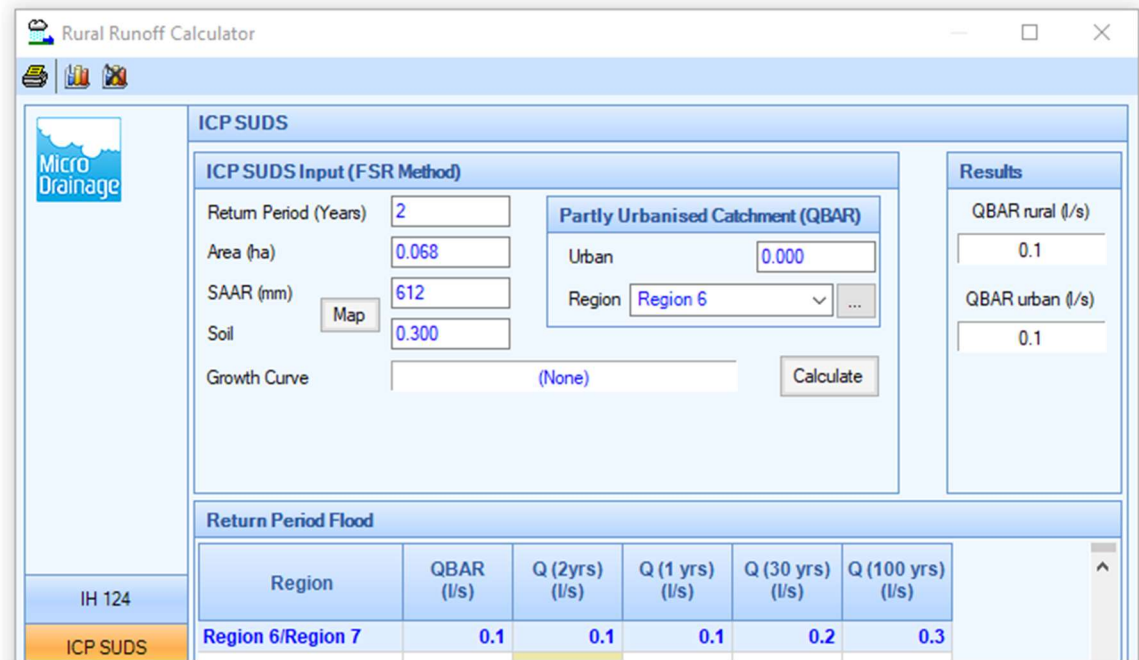 Rural Runoff Calculator
Micro
Drainage
ICP SUDS
ICP SUDS Input (FSR Method)
Return Period (Years) 2
Area (ha) 0.068
SAAR (mm) 612
Map
Soil 0.300
Growth Curve (None)
Partly Urbanised Catchment (QBAR)
Urban 0.000
Region Region 6 ...
Calculate
Results
QBAR rural (l/s)
0.1
QBAR urban (l/s)
0.1
IH 124
ICP SUDS
Return Period Flood
Region QBAR (l/s) Q (2yrs) (l/s) Q (1 yrs) (l/s) Q (30 yrs) (l/s) Q (100 yrs) (l/s)
Region 6/Region 7 0.1 0.1 0.1 0.2 0.3